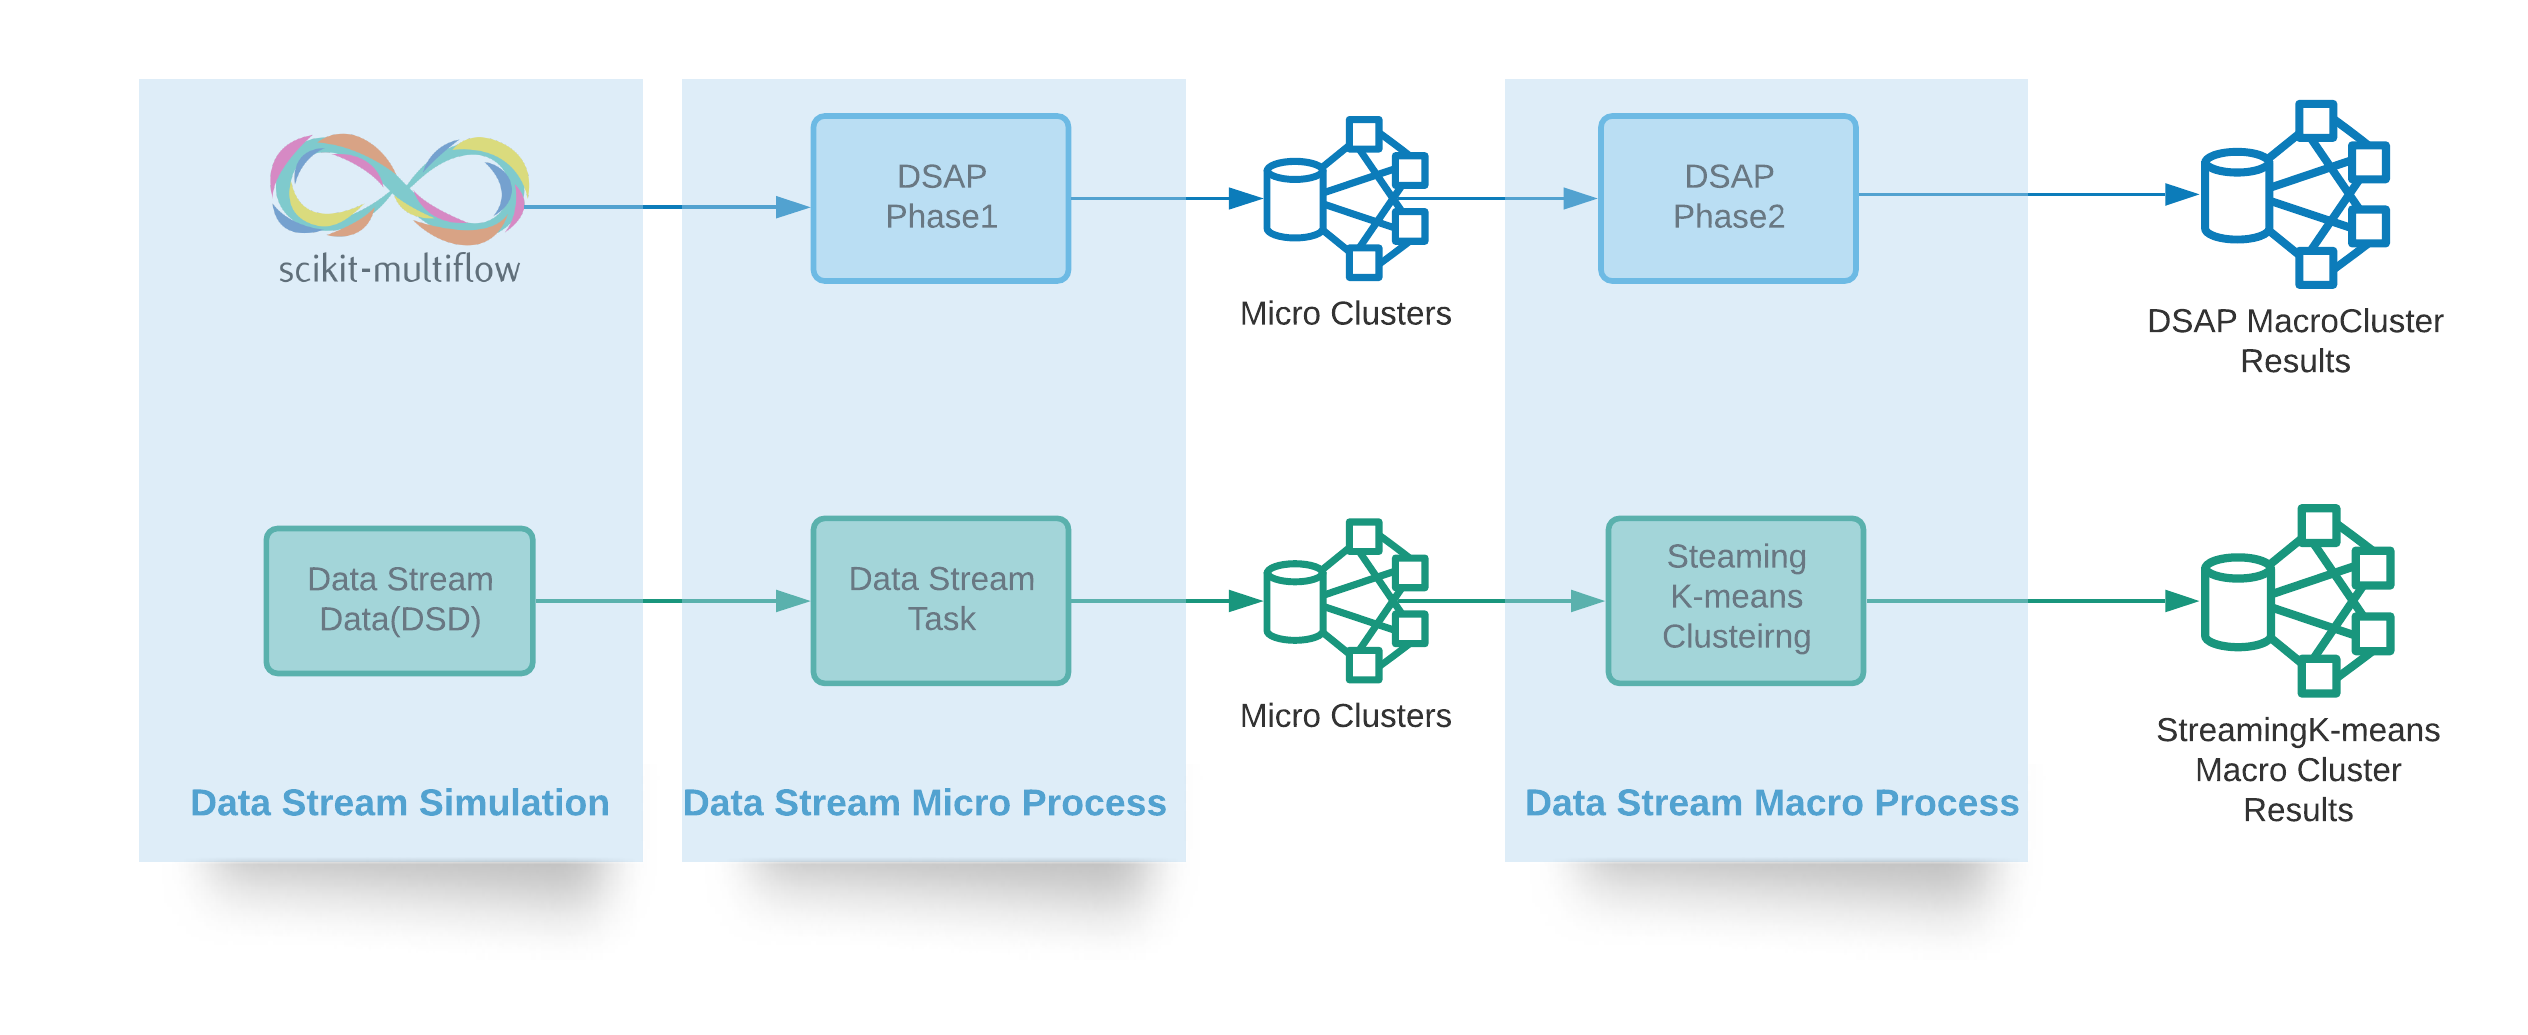 scikit-multiflow
DSAP
Phase1
Micro Clusters
DSAP
Phase2
DSAP MacroCluster
Results
Data Stream
Data(DSD)
Data Stream
Task
Micro Clusters
Steaming
K-means
Clusteirng
StreamingK-means
Macro Cluster
Results
Data Stream Simulation
Data Stream Micro Process
Data Stream Macro Process